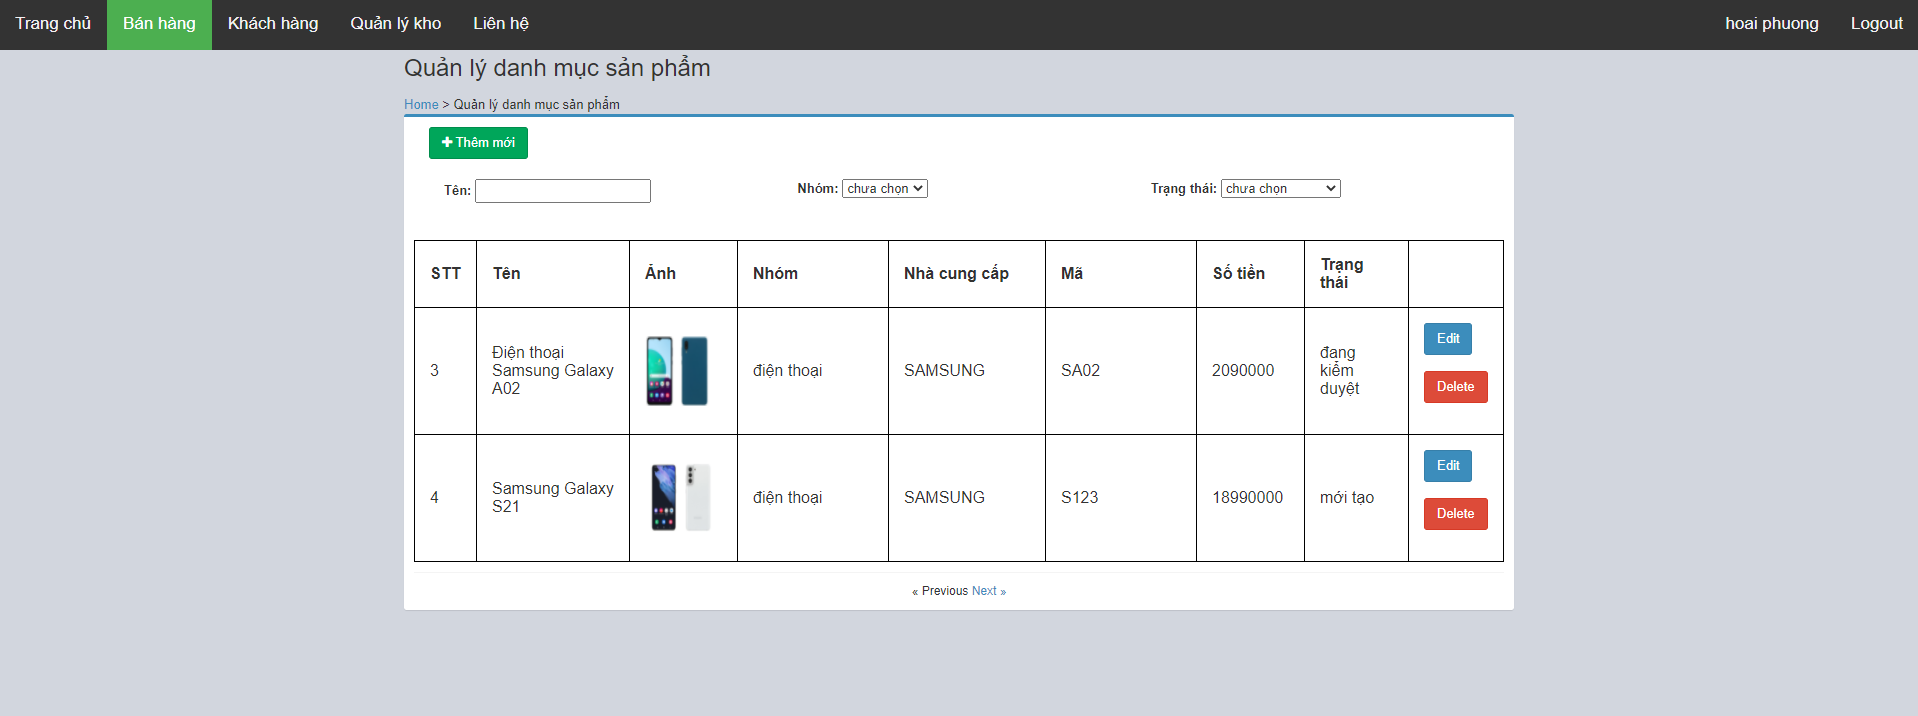 Trang chủ Bán hàng Khách hàng Quản lý kho Liên hệ hoai phuong Logout
Quản lý danh mục sản phẩm
Home > Quản lý danh mục sản phẩm
Thêm mới
Tên: Nhóm: chưa chọn Trạng thái: chưa chọn
STT Tên Ảnh Nhóm Nhà cung cấp Mã Số tiền Trạng thái
3 Điện thoại Samsung Galaxy A02 điện thoại SAMSUNG SA02 2090000 đang kiểm duyệt Edit Delete
4 Samsung Galaxy S21 điện thoại SAMSUNG S123 18990000 mới tạo Edit Delete
« Previous Next »